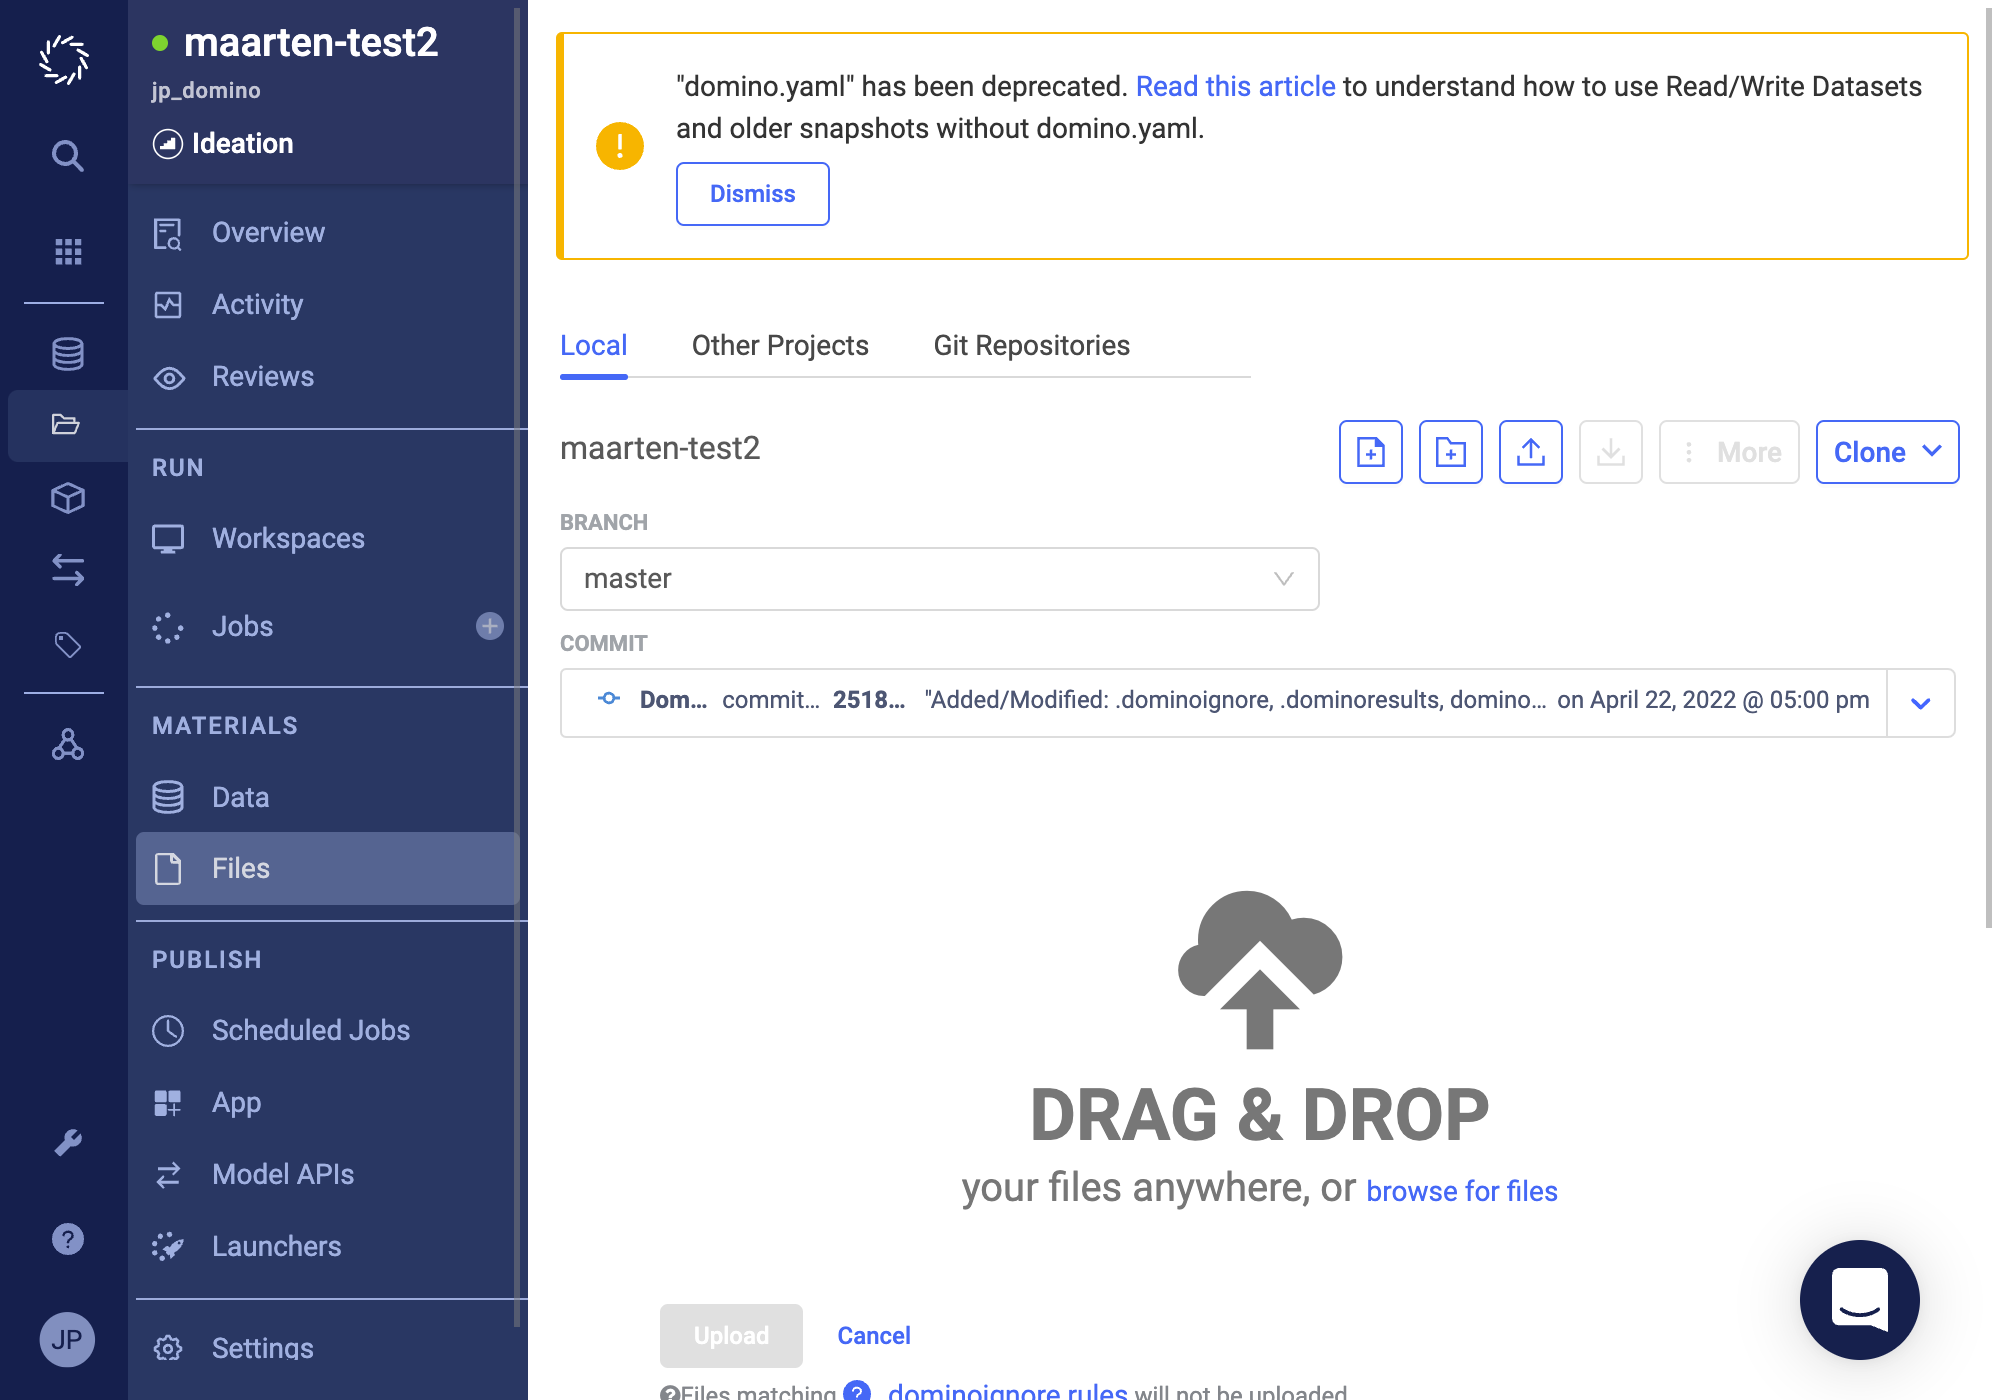 maarten-test2
jp_domino
Ideation
Overview
Activity
Reviews
RUN
Workspaces
Jobs
MATERIALS
Data
Files
PUBLISH
Scheduled Jobs
App
Model APIs
Launchers
Settings
JP
"domino.yaml" has been deprecated. Read this article to understand how to use Read/Write Datasets
and older snapshots without domino.yaml.
Dismiss
Local Other Projects Git Repositories
maarten-test2
More
Clone
BRANCH
master
COMMIT
Dom... commit... 2518... "Added/Modified: .dominoignore, .dominoresults, domino... on April 22, 2022 @ 05:00 pm
DRAG & DROP
your files anywhere, or browse for files
Upload Cancel
Files matching .dominoignore rules will not be uploaded